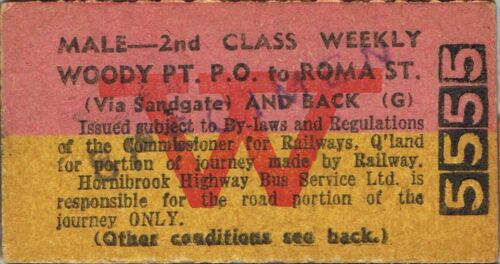 MALE—2nd CLASS WEEKLY
WOODY PT. P.O. to ROMA ST.
(Via Sandgate) AND BACK (G)
Issued subject to By-laws and Regulations
of the Commissioner for Railways, Q'land
for portion of journey made by Railway.
Hornibrook Highway Bus Service Ltd. is
responsible for the road portion of the
journey ONLY.
(Other conditions see back.)
W
5555